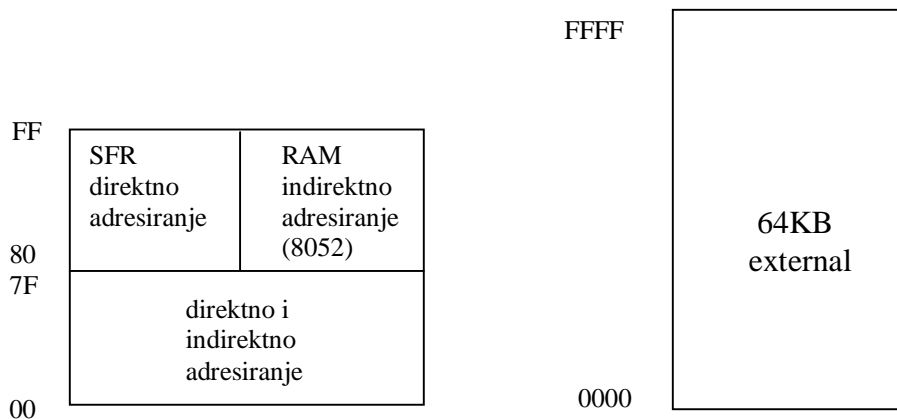 FF
SFR
direktno
adresiranje
RAM
indirektno
adresiranje
(8052)
80
7F
direktno i
indirektno
adresiranje
00
FFFF
64KB
external
0000